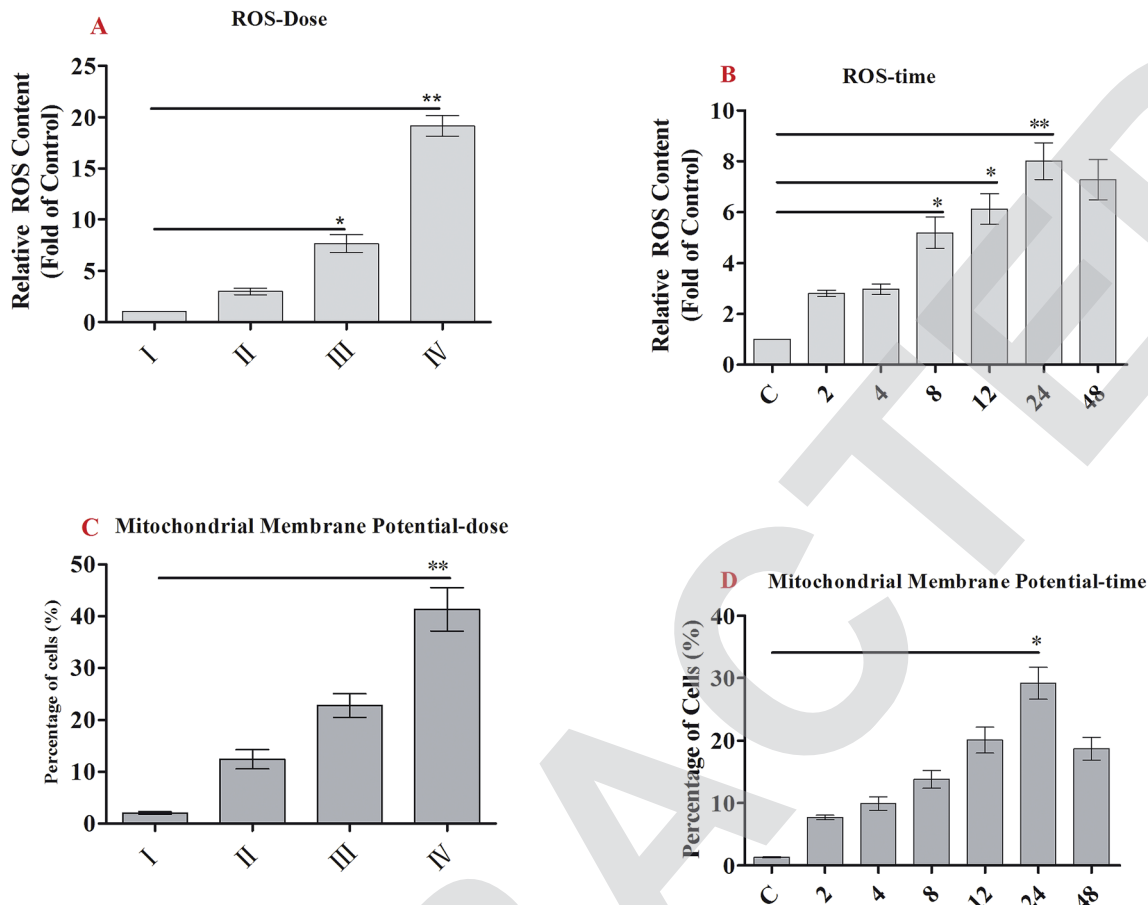 A
ROS-Dose
Relative ROS Content
(Fold of Control)
25
20
15
10
5
0
**
*
I
II
III
IV
B
ROS-time
Relative ROS Content
(Fold of Control)
10
8
6
4
2
0
**
*
*
C
2
4
8
12
24
48
C
Mitochondrial Membrane Potential-dose
Percentage of cells (%)
50
40
30
20
10
0
**
I
II
III
IV
D
Mitochondrial Membrane Potential-time
Percentage of Cells (%)
40
30
20
10
0
*
C
2
4
8
12
24
48